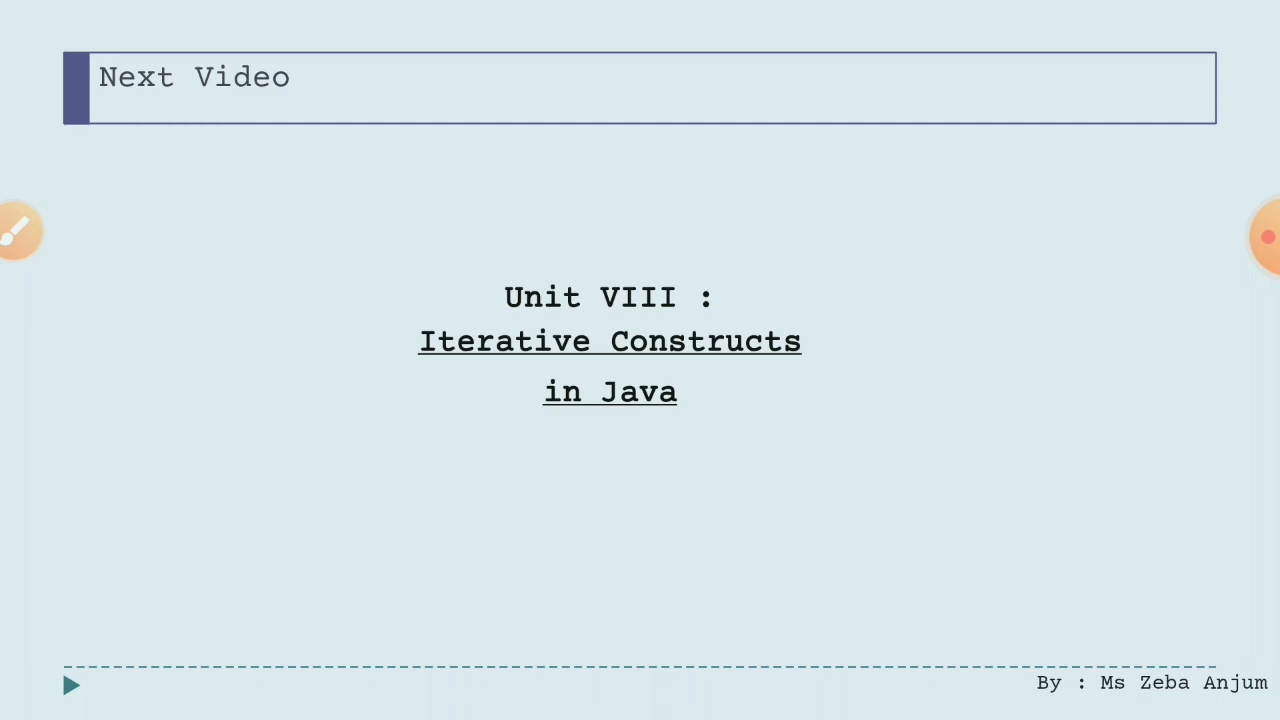 Next Video
Unit VIII :
Iterative Constructs
in Java
By : Ms Zeba Anjum